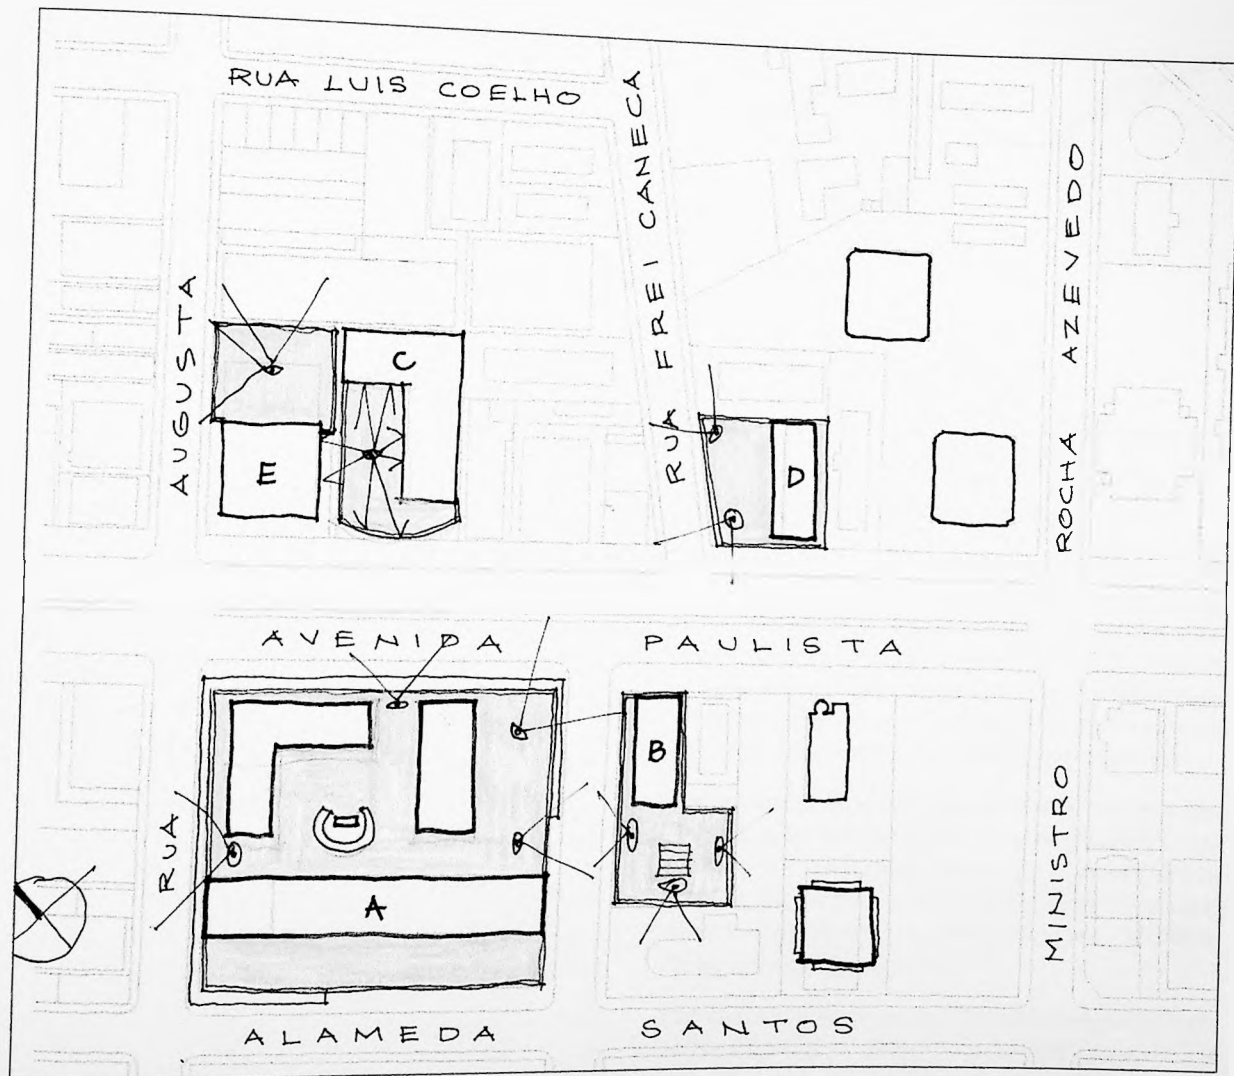 RUA LUIS COELHO
RUA FREI CANECA
AUGUSTA
C
E
D
ROCHA AZEVEDO
AVENIDA PAULISTA
B
A
RUA
MINISTRO
ALAMEDA SANTOS